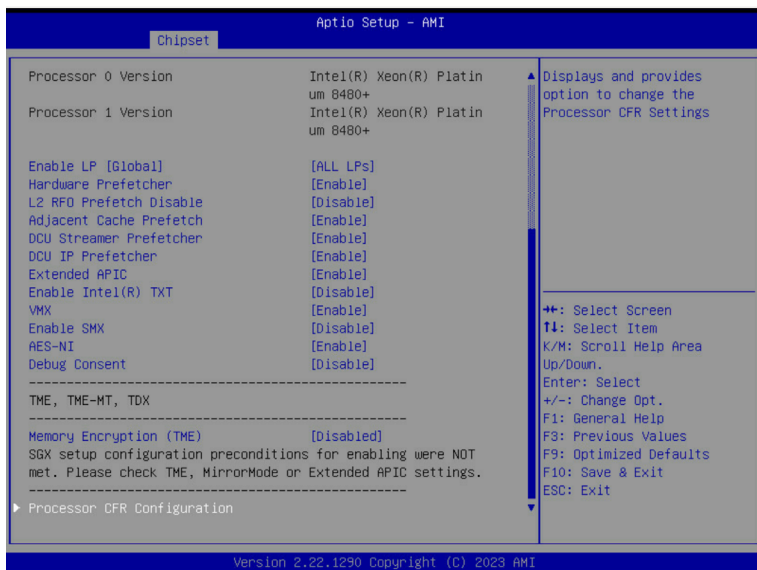 Aptio Setup - AMI
Chipset
Processor 0 Version Intel(R) Xeon(R) Platin
um 8480+
Processor 1 Version Intel(R) Xeon(R) Platin
um 8480+
Enable LP [Global] [ALL LPs]
Hardware Prefetcher [Enable]
L2 RFO Prefetch Disable [Disable]
Adjacent Cache Prefetch [Enable]
DCU Streamer Prefetcher [Enable]
DCU IP Prefetcher [Enable]
Extended APIC [Enable]
Enable Intel(R) TXT [Disable]
VMX [Enable]
Enable SMX [Disable]
AES-NI [Enable]
Debug Consent [Disable]
--------------------------------------------------
TME, TME-MT, TDX
--------------------------------------------------
Memory Encryption (TME) [Disabled]
SGX setup configuration preconditions for enabling were NOT
met. Please check TME, MirrorMode or Extended APIC settings.
--------------------------------------------------
Processor CFR Configuration
Displays and provides
option to change the
Processor CFR Settings
→←: Select Screen
↑↓: Select Item
K/M: Scroll Help Area
Up/Down.
Enter: Select
+/-: Change Opt.
F1: General Help
F3: Previous Values
F9: Optimized Defaults
F10: Save & Exit
ESC: Exit
Version 2.22.1290 Copyright (C) 2023 AMI